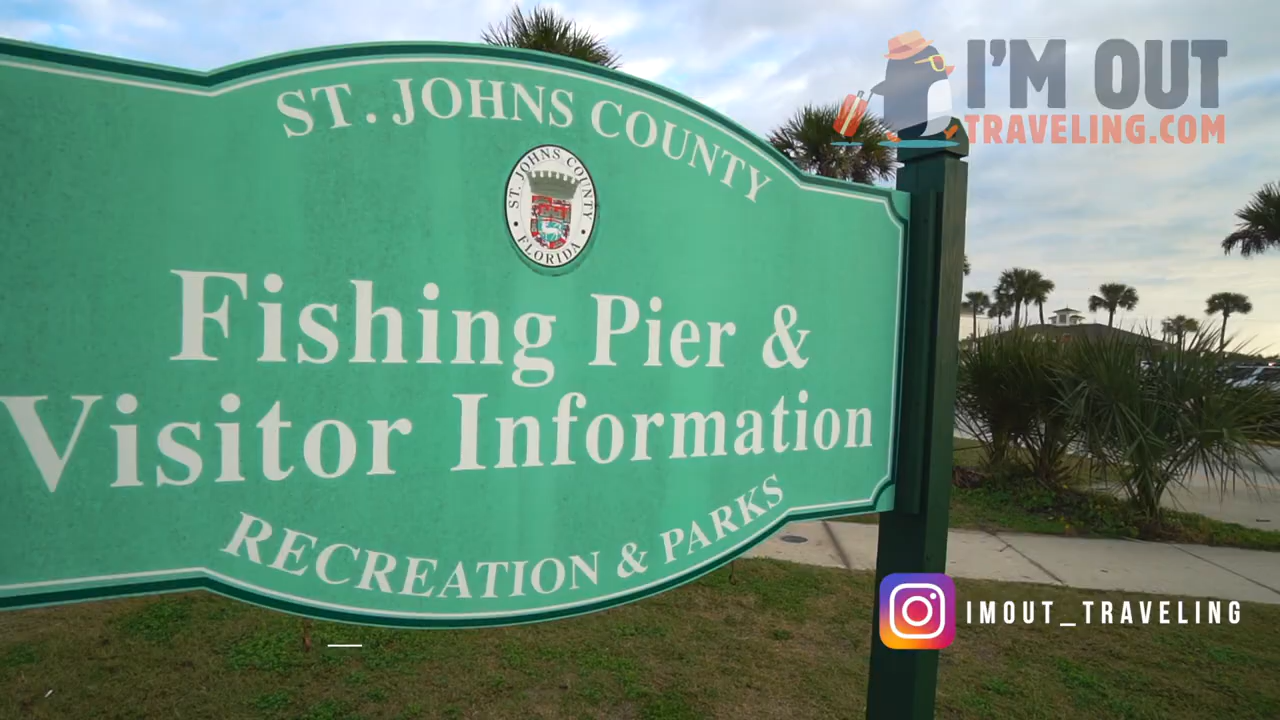 I'M OUT
TRAVELING.COM
ST. JOHNS COUNTY
ST. JOHNS COUNTY
• FLORIDA •
Fishing Pier &
Visitor Information
RECREATION & PARKS
IMOUT_TRAVELING